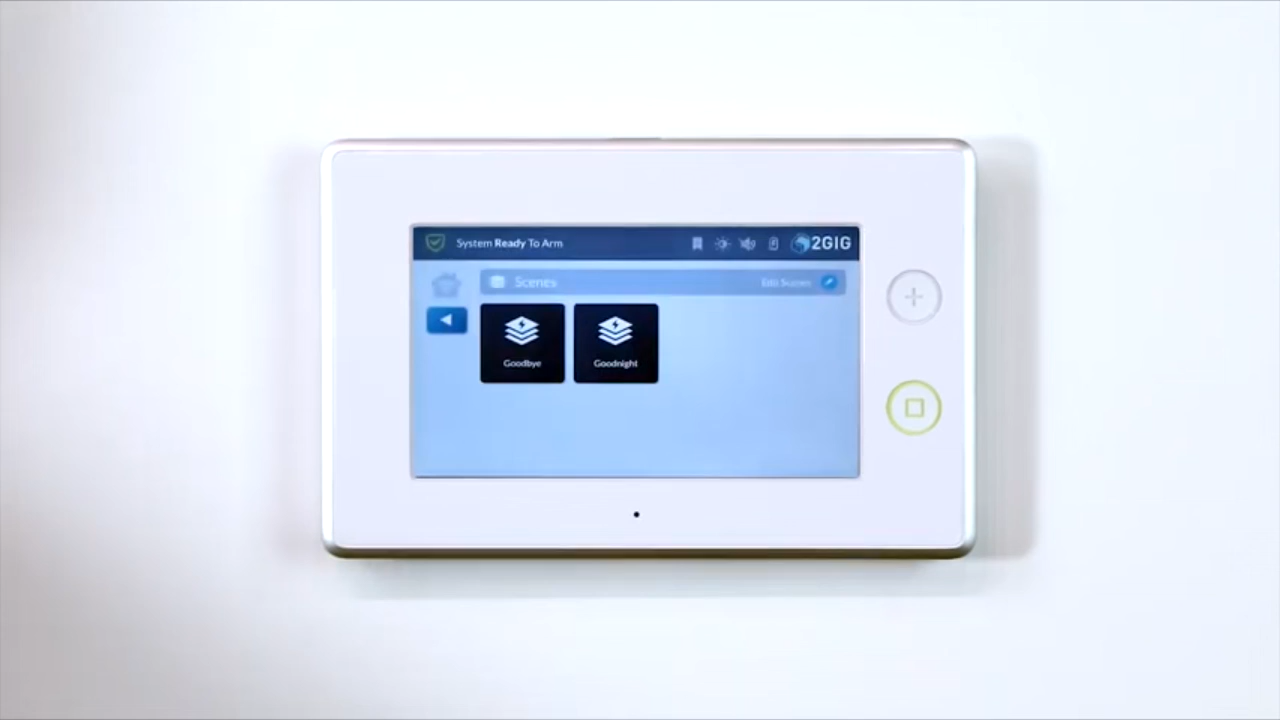 System Ready To Arm
2GIG
Scenes
Edit Scenes
Goodbye
Goodnight